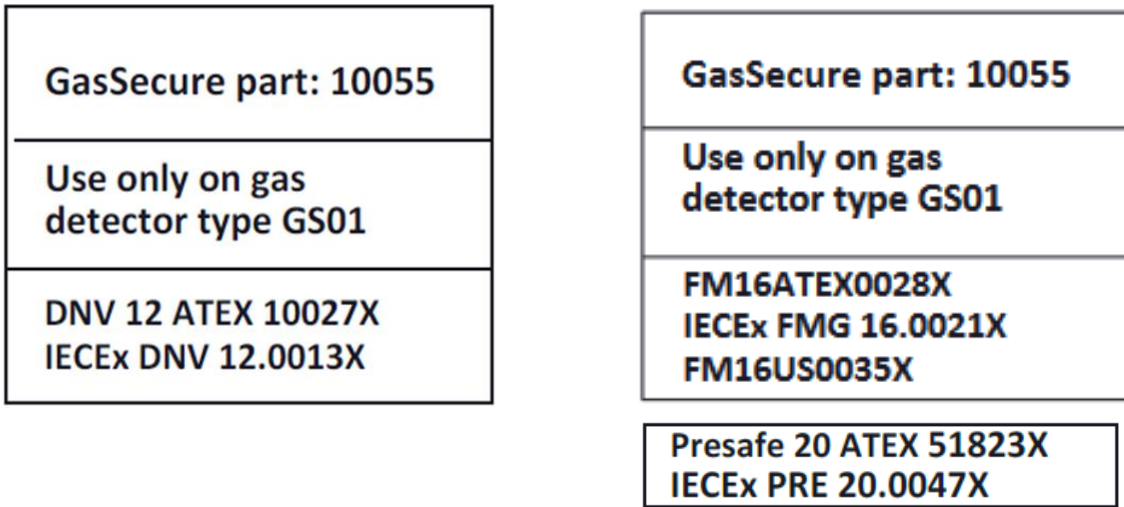 GasSecure part: 10055
Use only on gas
detector type GS01
DNV 12 ATEX 10027X
IECEx DNV 12.0013X
GasSecure part: 10055
Use only on gas
detector type GS01
FM16ATEX0028X
IECEx FMG 16.0021X
FM16US0035X
Presafe 20 ATEX 51823X
IECEx PRE 20.0047X